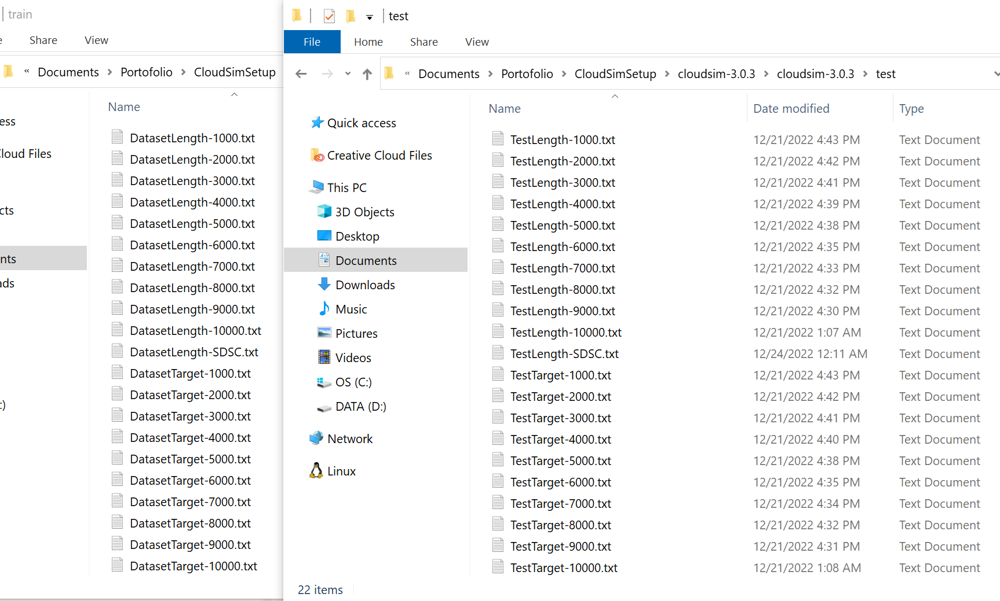 train
Share
View
Documents
Portofolio
CloudSimSetup
Name
ess
loud Files
cts
nts
ads
:)
DatasetLength-1000.txt
DatasetLength-2000.txt
DatasetLength-3000.txt
DatasetLength-4000.txt
DatasetLength-5000.txt
DatasetLength-6000.txt
DatasetLength-7000.txt
DatasetLength-8000.txt
DatasetLength-9000.txt
DatasetLength-10000.txt
DatasetLength-SDSC.txt
DatasetTarget-1000.txt
DatasetTarget-2000.txt
DatasetTarget-3000.txt
DatasetTarget-4000.txt
DatasetTarget-5000.txt
DatasetTarget-6000.txt
DatasetTarget-7000.txt
DatasetTarget-8000.txt
DatasetTarget-9000.txt
DatasetTarget-10000.txt
test
File Home Share View
« Documents > Portofolio > CloudSimSetup > cloudsim-3.0.3 > cloudsim-3.0.3 > test
Quick access
Creative Cloud Files
This PC
3D Objects
Desktop
Documents
Downloads
Music
Pictures
Videos
OS (C:)
DATA (D:)
Network
Linux
Name Date modified Type
TestLength-1000.txt 12/21/2022 4:43 PM Text Document
TestLength-2000.txt 12/21/2022 4:42 PM Text Document
TestLength-3000.txt 12/21/2022 4:41 PM Text Document
TestLength-4000.txt 12/21/2022 4:39 PM Text Document
TestLength-5000.txt 12/21/2022 4:38 PM Text Document
TestLength-6000.txt 12/21/2022 4:35 PM Text Document
TestLength-7000.txt 12/21/2022 4:33 PM Text Document
TestLength-8000.txt 12/21/2022 4:32 PM Text Document
TestLength-9000.txt 12/21/2022 4:30 PM Text Document
TestLength-10000.txt 12/21/2022 1:07 AM Text Document
TestLength-SDSC.txt 12/24/2022 12:11 AM Text Document
TestTarget-1000.txt 12/21/2022 4:43 PM Text Document
TestTarget-2000.txt 12/21/2022 4:42 PM Text Document
TestTarget-3000.txt 12/21/2022 4:41 PM Text Document
TestTarget-4000.txt 12/21/2022 4:40 PM Text Document
TestTarget-5000.txt 12/21/2022 4:38 PM Text Document
TestTarget-6000.txt 12/21/2022 4:35 PM Text Document
TestTarget-7000.txt 12/21/2022 4:34 PM Text Document
TestTarget-8000.txt 12/21/2022 4:32 PM Text Document
TestTarget-9000.txt 12/21/2022 4:31 PM Text Document
TestTarget-10000.txt 12/21/2022 1:08 AM Text Document
22 items